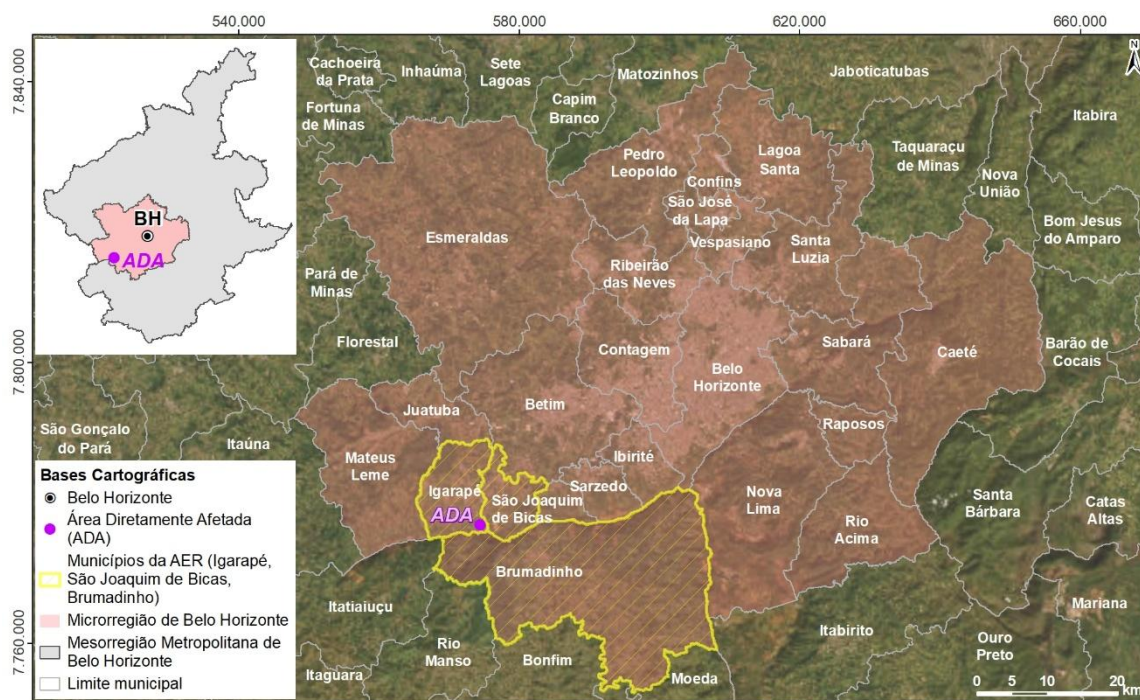 540.000
580.000
620.000
660.000
7.840.000
7.800.000
7.760.000
N
BH
ADA
Cachoeira
da Prata
Inhaúma
Sete
Lagoas
Matozinhos
Jaboticatubas
Itabira
Fortuna
de Minas
Capim
Branco
Pedro
Leopoldo
Lagoa
Santa
Taquaraçu
de Minas
Nova
União
Confins
São José
da Lapa
Bom Jesus
do Amparo
Esmeraldas
Vespasiano
Santa
Luzia
Ribeirão
das Neves
Pará de
Minas
Florestal
Contagem
Belo
Horizonte
Sabará
Caeté
Barão de
Cocais
Juatuba
Betim
São Gonçalo
do Pará
Itaúna
Mateus
Leme
Raposos
Ibirité
Igarapé
São Joaquim
de Bicas
Sarzedo
ADA
Nova
Lima
Santa
Bárbara
Catas
Altas
Rio
Acima
Brumadinho
Itatiaiuçu
Mariana
Itabirito
Rio
Manso
Bonfim
Ouro
Preto
Itaguara
Moeda
Bases Cartográficas
Belo Horizonte
Área Diretamente Afetada
(ADA)
Municípios da AER (Igarapé,
São Joaquim de Bicas,
Brumadinho)
Microrregião de Belo Horizonte
Mesorregião Metropolitana de
Belo Horizonte
Limite municipal
0 5 10 20
km